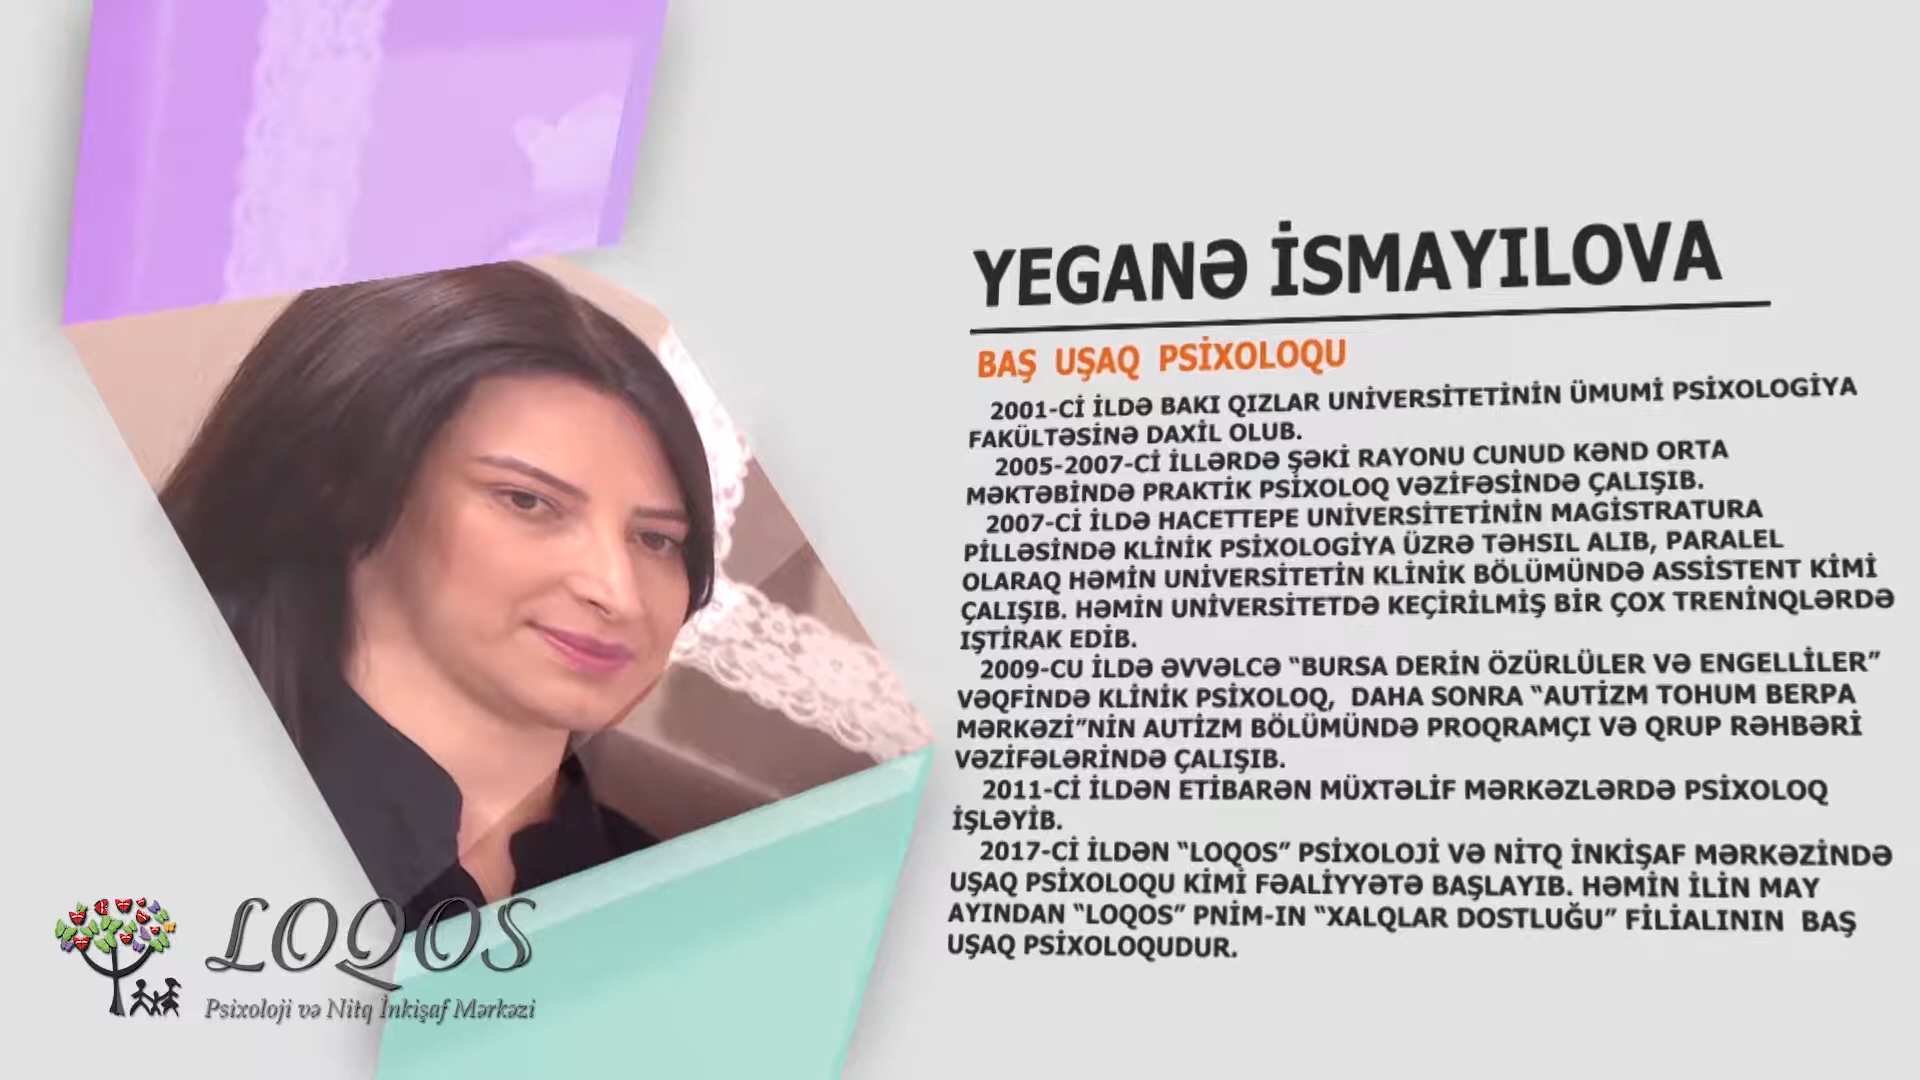 YEGANƏ İSMAYILOVA
BAŞ UŞAQ PSİXOLOQU
2001-Cİ İLDƏ BAKI QIZLAR UNİVERSİTETİNİN ÜMUMİ PSİXOLOGİYA
FAKÜLTƏSİNƏ DAXİL OLUB.
2005-2007-Cİ İLLƏRDƏ ŞƏKİ RAYONU CUNUD KƏND ORTA
MƏKTƏBİNDƏ PRAKTİK PSİXOLOQ VƏZİFƏSİNDƏ ÇALIŞIB.
2007-Cİ İLDƏ HACETTEPE UNİVERSİTETİNİN MAGİSTRATURA
PİLLƏSİNDƏ KLİNİK PSİXOLOGİYA ÜZRƏ TƏHSIL ALIB, PARALEL
OLARAQ HƏMİN UNİVERSİTETİN KLİNİK BÖLÜMÜNDƏ ASSİSTENT KİMİ
ÇALIŞIB. HƏMİN UNİVERSİTETDƏ KEÇİRİLMİŞ BİR ÇOX TRENİNQLƏRDƏ
IŞTİRAK EDİB.
2009-CU İLDƏ ƏVVƏLCƏ "BURSA DERİN ÖZÜRLÜLER VƏ ENGELLİLER"
VƏQFİNDƏ KLİNİK PSİXOLOQ, DAHA SONRA "AUTİZM TOHUM BERPA
MƏRKƏZİ"NİN AUTİZM BÖLÜMÜNDƏ PROQRAMÇI VƏ QRUP RƏHBƏRİ
VƏZİFƏLƏRİNDƏ ÇALIŞIB.
2011-Cİ İLDƏN ETİBARƏN MÜXTƏLİF MƏRKƏZLƏRDƏ PSİXOLOQ
İŞLƏYİB.
2017-Cİ İLDƏN "LOQOS" PSİXOLOJİ VƏ NİTQ İNKİŞAF MƏRKƏZİNDƏ
UŞAQ PSİXOLOQU KIMİ FƏALİYYƏTƏ BAŞLAYIB. HƏMİN İLİN MAY
AYINDAN "LOQOS" PNİM-IN "XALQLAR DOSTLUĞU" FİLİALININ BAŞ
UŞAQ PSİXOLOQUDUR.
LOQOS
Psixoloji və Nitq İnkişaf Mərkəzi